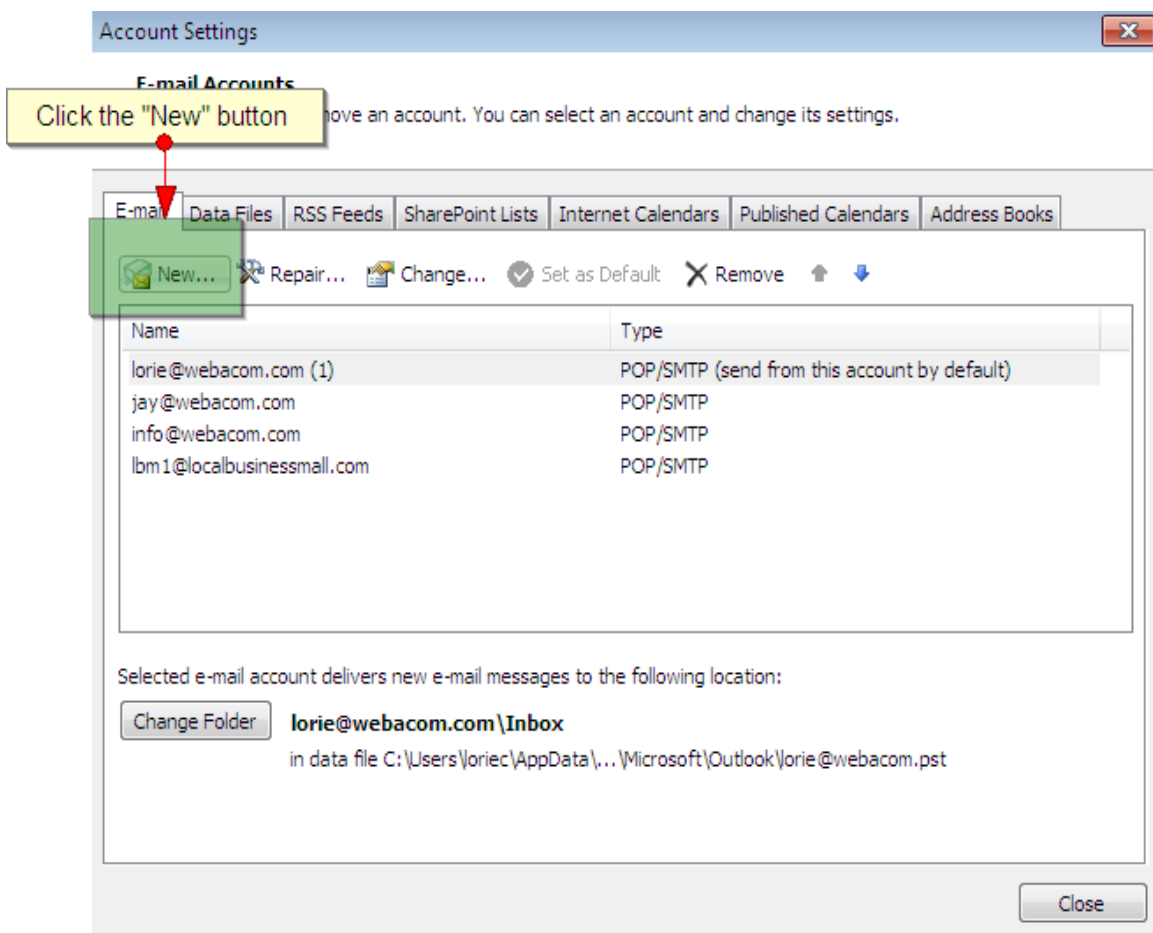 Account Settings
E-mail Accounts
Click the "New" button
an account. You can select an account and change its settings.
E-mail Data Files RSS Feeds SharePoint Lists Internet Calendars Published Calendars Address Books
New... Repair... Change... Set as Default Remove
Name Type
lorie@webacom.com (1) POP/SMTP (send from this account by default)
jay@webacom.com POP/SMTP
info@webacom.com POP/SMTP
lbm1@localbusinessmall.com POP/SMTP
Selected e-mail account delivers new e-mail messages to the following location:
Change Folder lorie@webacom.com\Inbox
in data file C:\Users\loriec\AppData\...\Microsoft\Outlook\lorie@webacom.pst
Close